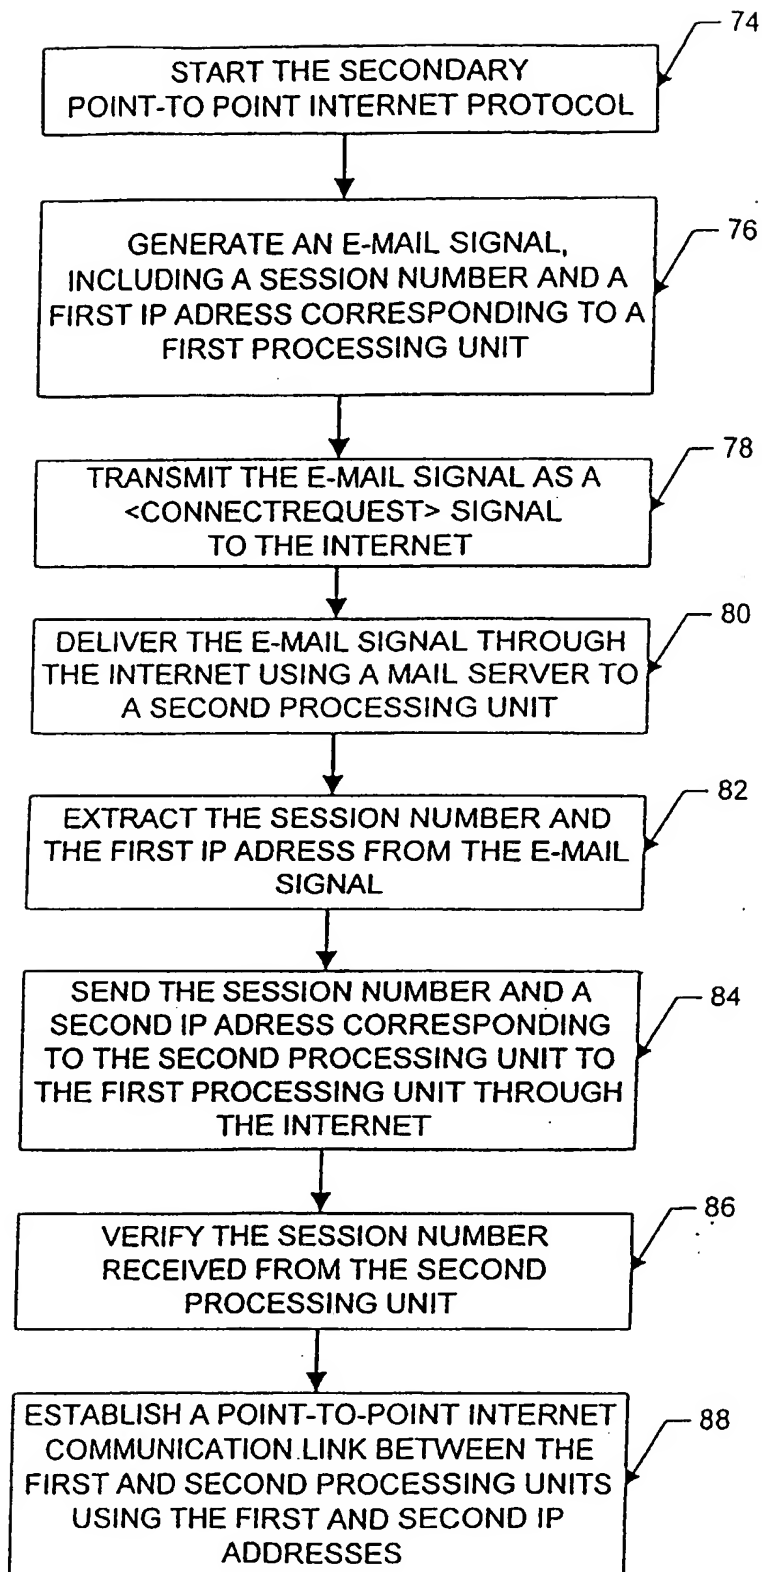 74
START THE SECONDARY
POINT-TO POINT INTERNET PROTOCOL
76
GENERATE AN E-MAIL SIGNAL,
INCLUDING A SESSION NUMBER AND A
FIRST IP ADRESS CORRESPONDING TO A
FIRST PROCESSING UNIT
78
TRANSMIT THE E-MAIL SIGNAL AS A
<CONNECTREQUEST> SIGNAL
TO THE INTERNET
80
DELIVER THE E-MAIL SIGNAL THROUGH
THE INTERNET USING A MAIL SERVER TO
A SECOND PROCESSING UNIT
82
EXTRACT THE SESSION NUMBER AND
THE FIRST IP ADRESS FROM THE E-MAIL
SIGNAL
84
SEND THE SESSION NUMBER AND A
SECOND IP ADRESS CORRESPONDING
TO THE SECOND PROCESSING UNIT TO
THE FIRST PROCESSING UNIT THROUGH
THE INTERNET
86
VERIFY THE SESSION NUMBER
RECEIVED FROM THE SECOND
PROCESSING UNIT
88
ESTABLISH A POINT-TO-POINT INTERNET
COMMUNICATION LINK BETWEEN THE
FIRST AND SECOND PROCESSING UNITS
USING THE FIRST AND SECOND IP
ADDRESSES